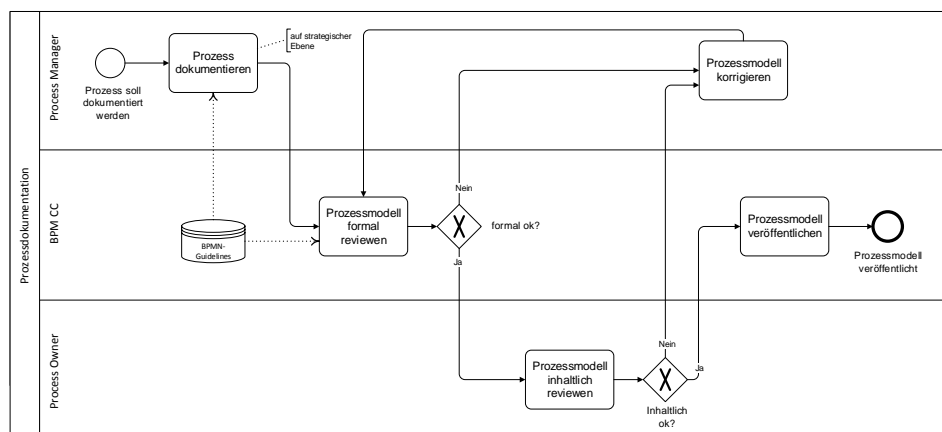 Prozessdokumentation
Process Manager
Prozess soll
dokumentiert
werden
Prozess
dokumentieren
auf strategischer
Ebene
Prozessmodell
korrigieren
BPM CC
BPMN-
Guidelines
Prozessmodell
formal
reviewen
Nein
formal ok?
Ja
Prozessmodell
veröffentlichen
Prozessmodell
veröffentlicht
Process Owner
Prozessmodell
inhaltlich
reviewen
Nein
Ja
Inhaltlich
ok?